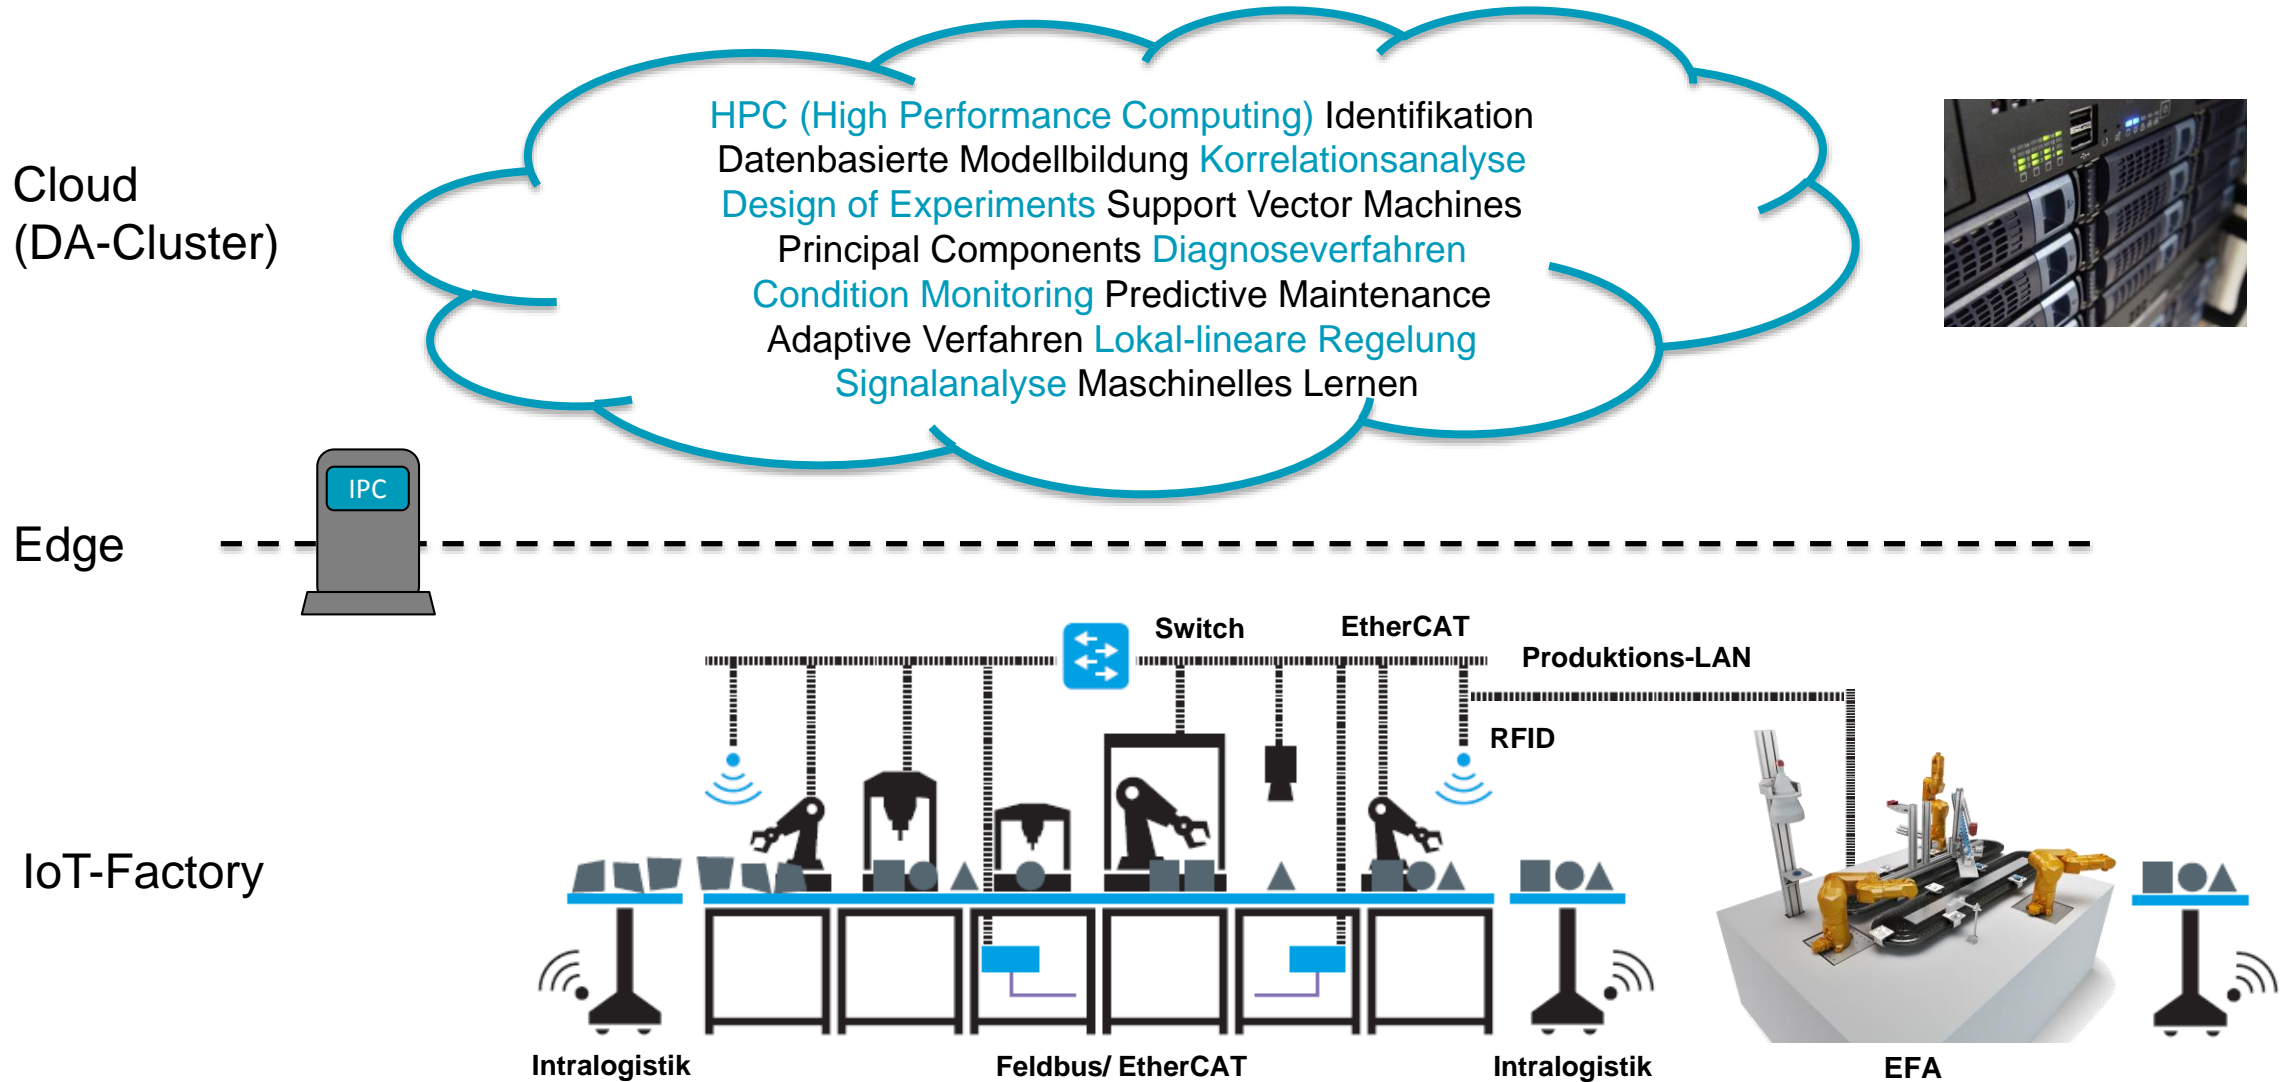 HPC (High Performance Computing) Identifikation
Datenbasierte Modellbildung Korrelationsanalyse
Design of Experiments Support Vector Machines
Principal Components Diagnoseverfahren
Condition Monitoring Predictive Maintenance
Adaptive Verfahren Lokal-lineare Regelung
Signalanalyse Maschinelles Lernen
Cloud
(DA-Cluster)
IPC
Edge
Switch
EtherCAT
Produktions-LAN
RFID
IoT-Factory
Intralogistik
Feldbus/ EtherCAT
Intralogistik
EFA